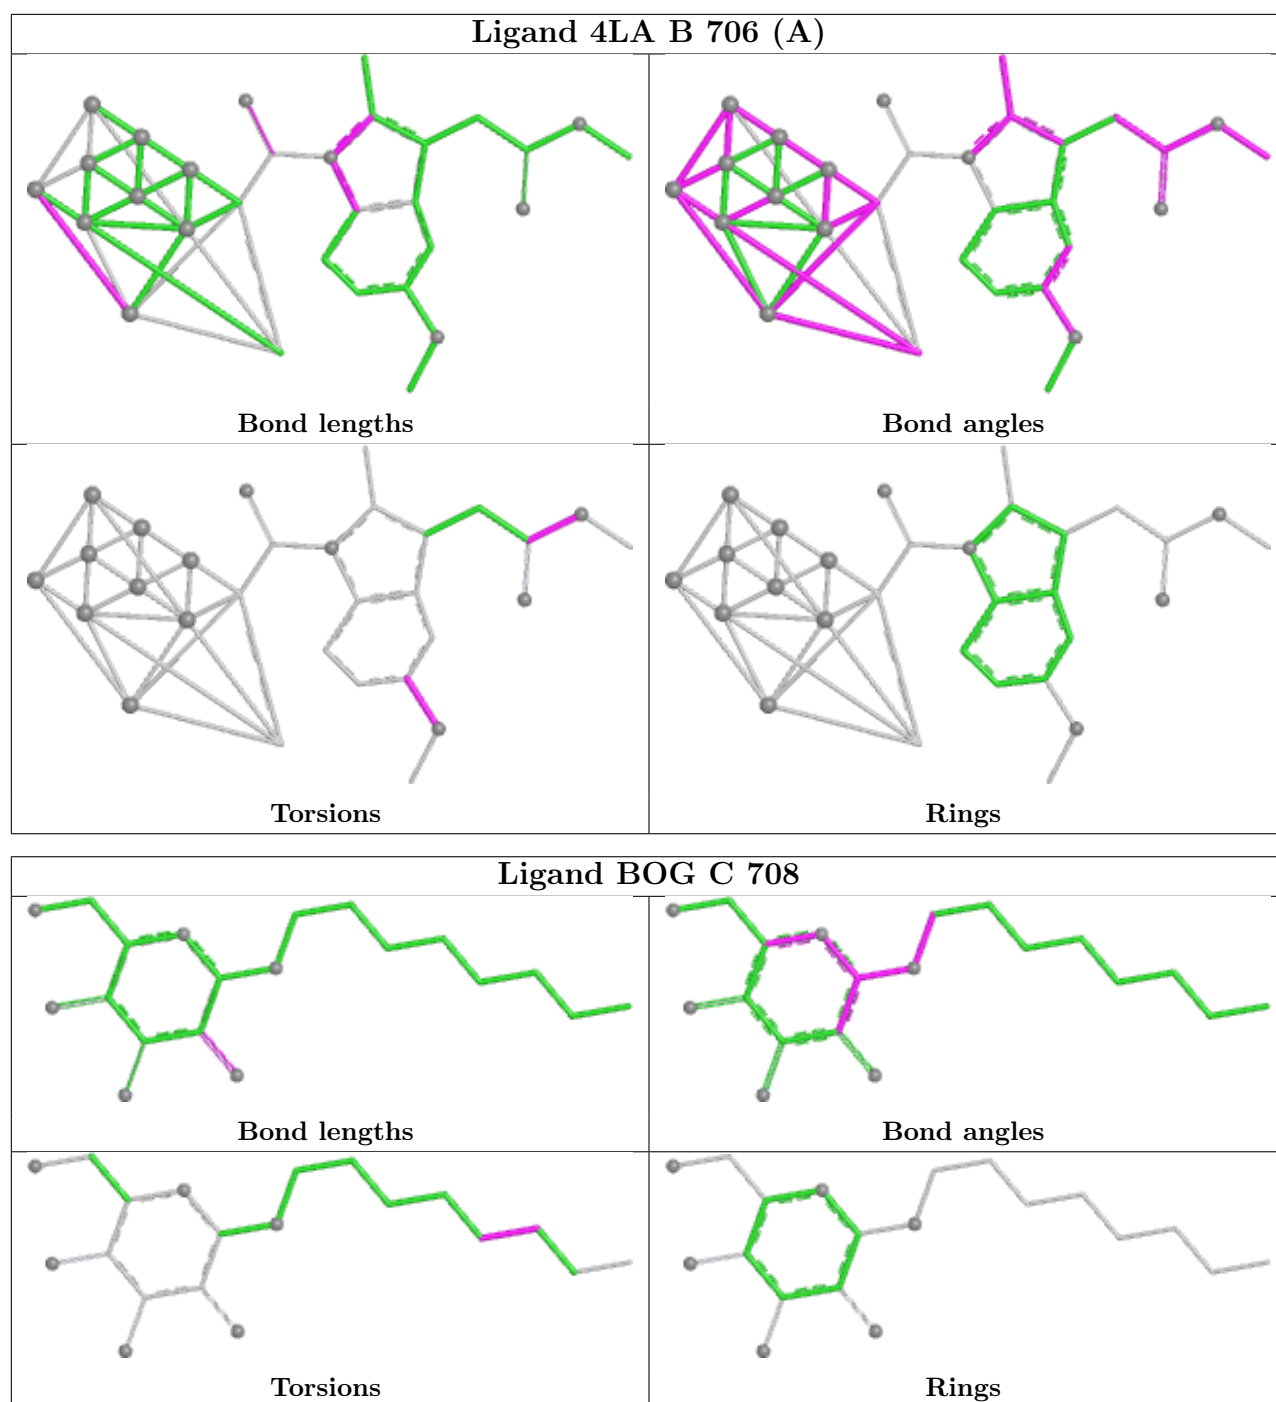 Ligand 4LA B 706 (A)
Bond lengths
Bond angles
Torsions
Rings
Ligand BOG C 708
Bond lengths
Bond angles
Torsions
Rings